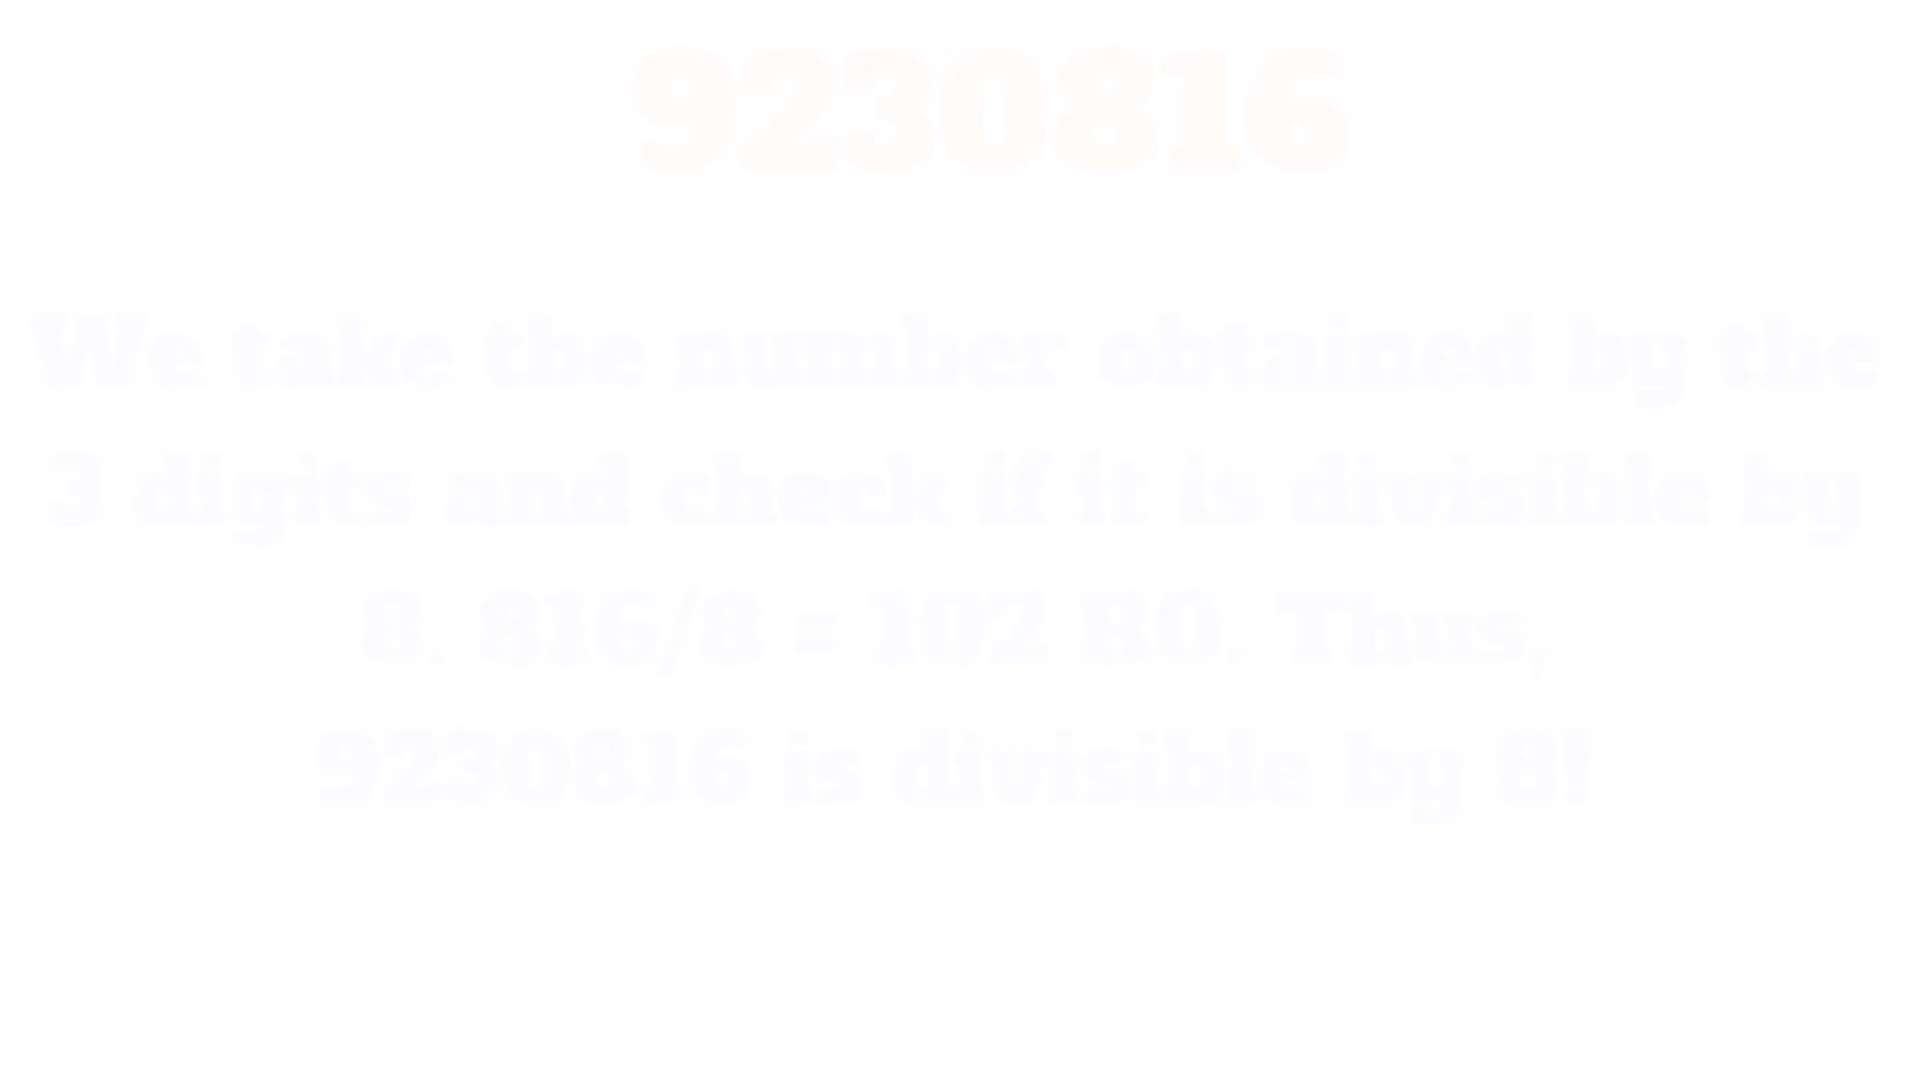 9230816
We take the number obtained by the
3 digits and check if it is divisible by
8. 816/8 = 102 R0. Thus,
9230816 is divisible by 8!